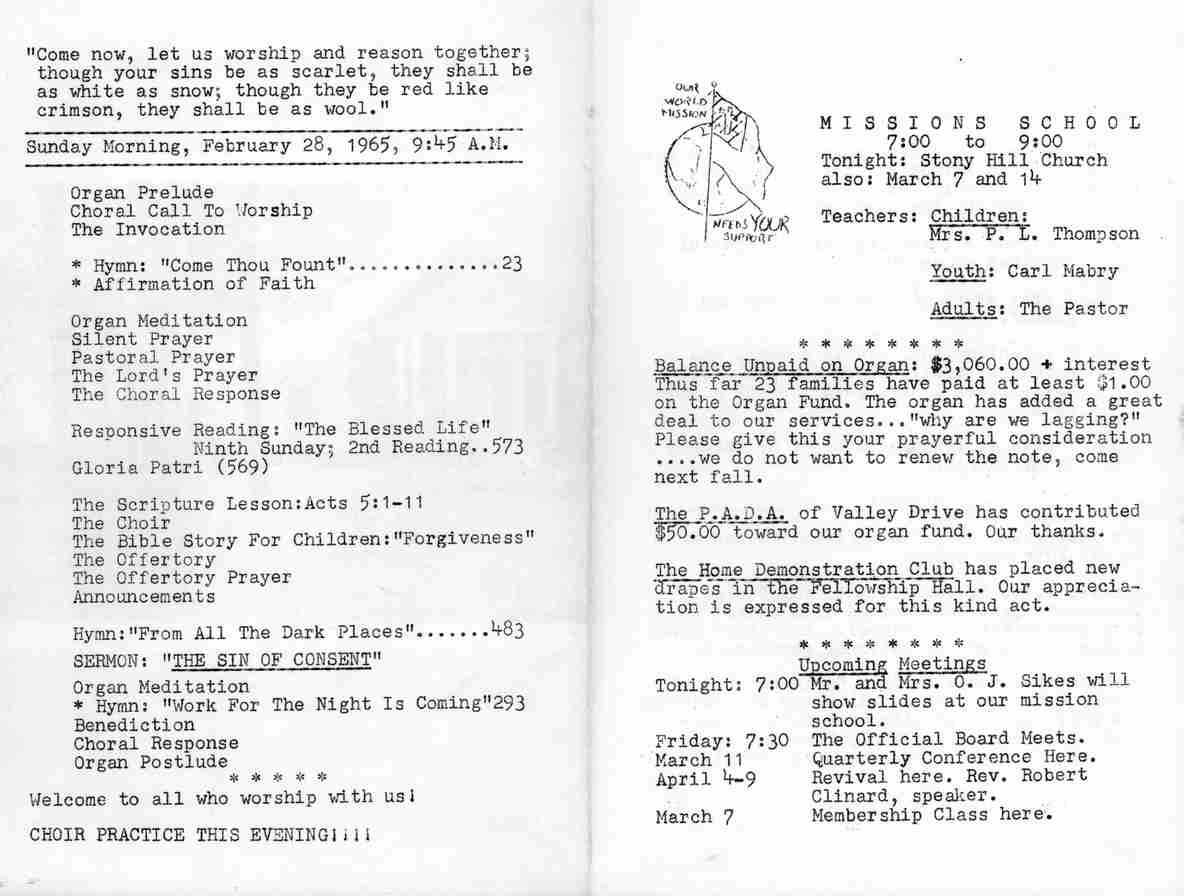 "Come now, let us worship and reason together;
though your sins be as scarlet, they shall be
as white as snow; though they be red like
crimson, they shall be as wool."
Sunday Morning, February 28, 1965, 9:45 A.M.
Organ Prelude
Choral Call To Worship
The Invocation
* Hymn: "Come Thou Fount"...............23
* Affirmation of Faith
Organ Meditation
Silent Prayer
Pastoral Prayer
The Lord's Prayer
The Choral Response
Responsive Reading: "The Blessed Life"
Ninth Sunday; 2nd Reading..573
Gloria Patri (569)
The Scripture Lesson:Acts 5:1-11
The Choir
The Bible Story For Children:"Forgiveness"
The Offertory
The Offertory Prayer
Announcements
Hymn:"From All The Dark Places".......483
SERMON: "THE SIN OF CONSENT"
Organ Meditation
* Hymn: "Work For The Night Is Coming"293
Benediction
Choral Response
Organ Postlude
* * * * *
Welcome to all who worship with us!
CHOIR PRACTICE THIS EVENING!!!!
OUR
WORLD
MISSION
NEEDS YOUR
SUPPORT
M I S S I O N S   S C H O O L
7:00 to 9:00
Tonight: Stony Hill Church
also: March 7 and 14
Teachers: Children:
Mrs. P. L. Thompson
Youth: Carl Mabry
Adults: The Pastor
* * * * * * * *
Balance Unpaid on Organ: $3,060.00 + interest
Thus far 23 families have paid at least $1.00
on the Organ Fund. The organ has added a great
deal to our services..."why are we lagging?"
Please give this your prayerful consideration
....we do not want to renew the note, come
next fall.
The P.A.D.A. of Valley Drive has contributed
$50.00 toward our organ fund. Our thanks.
The Home Demonstration Club has placed new
drapes in the Fellowship Hall. Our apprecia-
tion is expressed for this kind act.
* * * * * * * *
Upcoming Meetings
Tonight: 7:00 Mr. and Mrs. O. J. Sikes will
show slides at our mission
school.
Friday: 7:30 The Official Board Meets.
March 11 Quarterly Conference Here.
April 4-9 Revival here. Rev. Robert
Clinard, speaker.
March 7 Membership Class here.